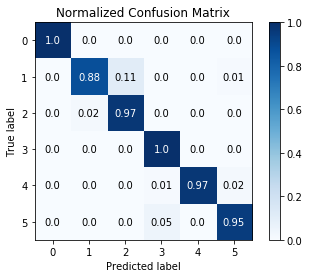 Normalized Confusion Matrix
0 1.0 0.0 0.0 0.0 0.0 0.0
1 0.0 0.88 0.11 0.0 0.0 0.01
2 0.0 0.02 0.97 0.0 0.0 0.0
3 0.0 0.0 0.0 1.0 0.0 0.0
4 0.0 0.0 0.0 0.01 0.97 0.02
5 0.0 0.0 0.0 0.05 0.0 0.95
0 1 2 3 4 5
True label
Predicted label
1.0
0.8
0.6
0.4
0.2
0.0